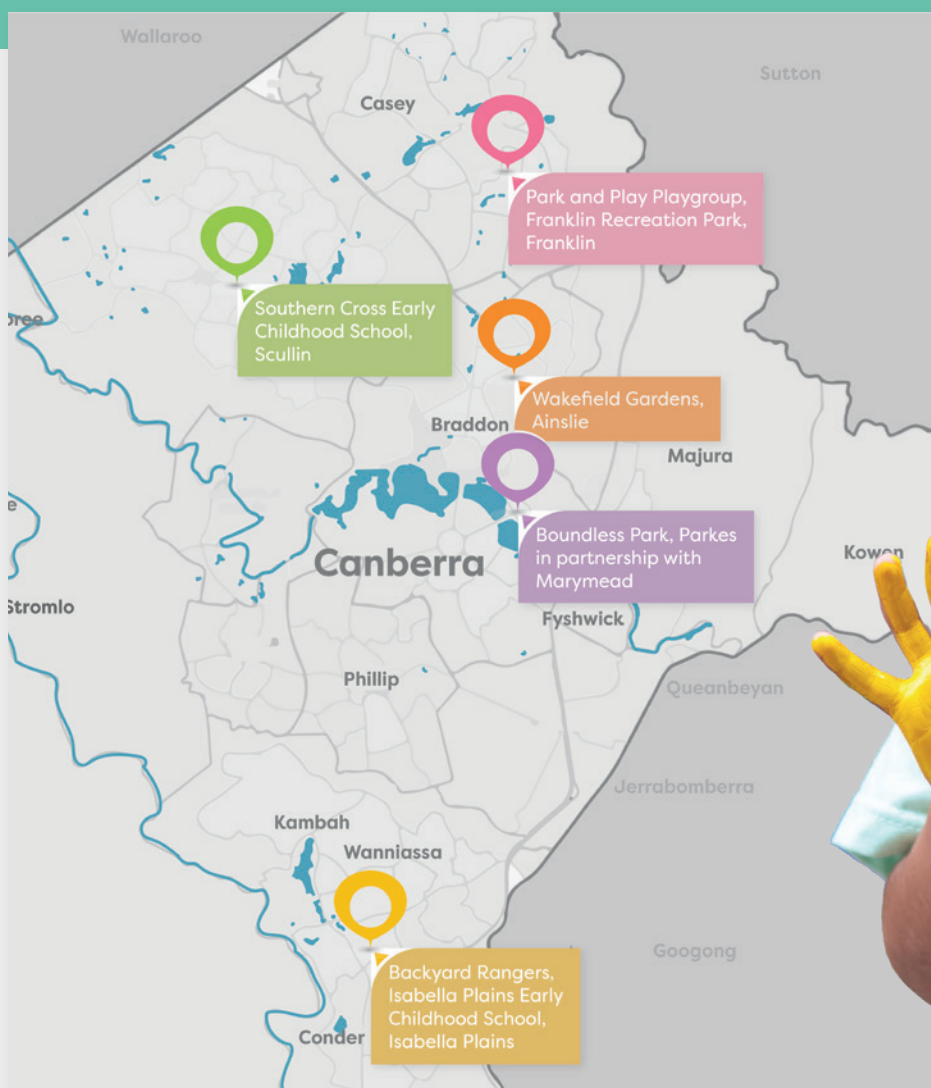 Wallaroo
Sutton
Casey
Park and Play Playgroup,
Franklin Recreation Park,
Franklin
Southern Cross Early
Childhood School,
Scullin
Wakefield Gardens,
Ainslie
Braddon
Majura
Boundless Park, Parkes
in partnership with
Marymead
Canberra
Kowen
Stromlo
Fyshwick
Phillip
Queanbeyan
Jerrabomberra
Kambah
Wanniassa
Googong
Backyard Rangers,
Isabella Plains Early
Childhood School,
Isabella Plains
Conder